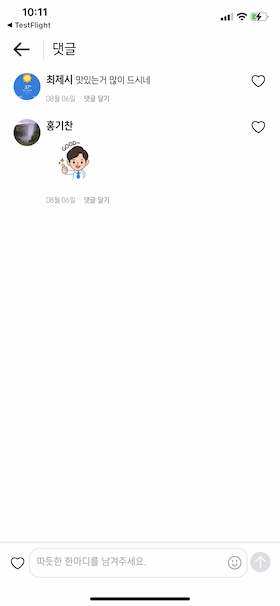 10:11
◀ TestFlight
댓글
최제시 맛있는거 많이 드시네
08월 06일 댓글 달기
홍기찬
GOOD~
08월 06일 댓글 달기
따듯한 한마디를 남겨주세요.